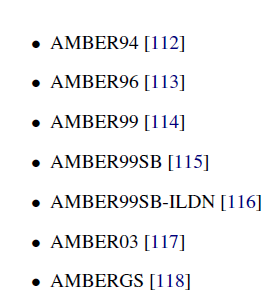 • AMBER94 [112]
• AMBER96 [113]
• AMBER99 [114]
• AMBER99SB [115]
• AMBER99SB-ILDN [116]
• AMBER03 [117]
• AMBERGS [118]